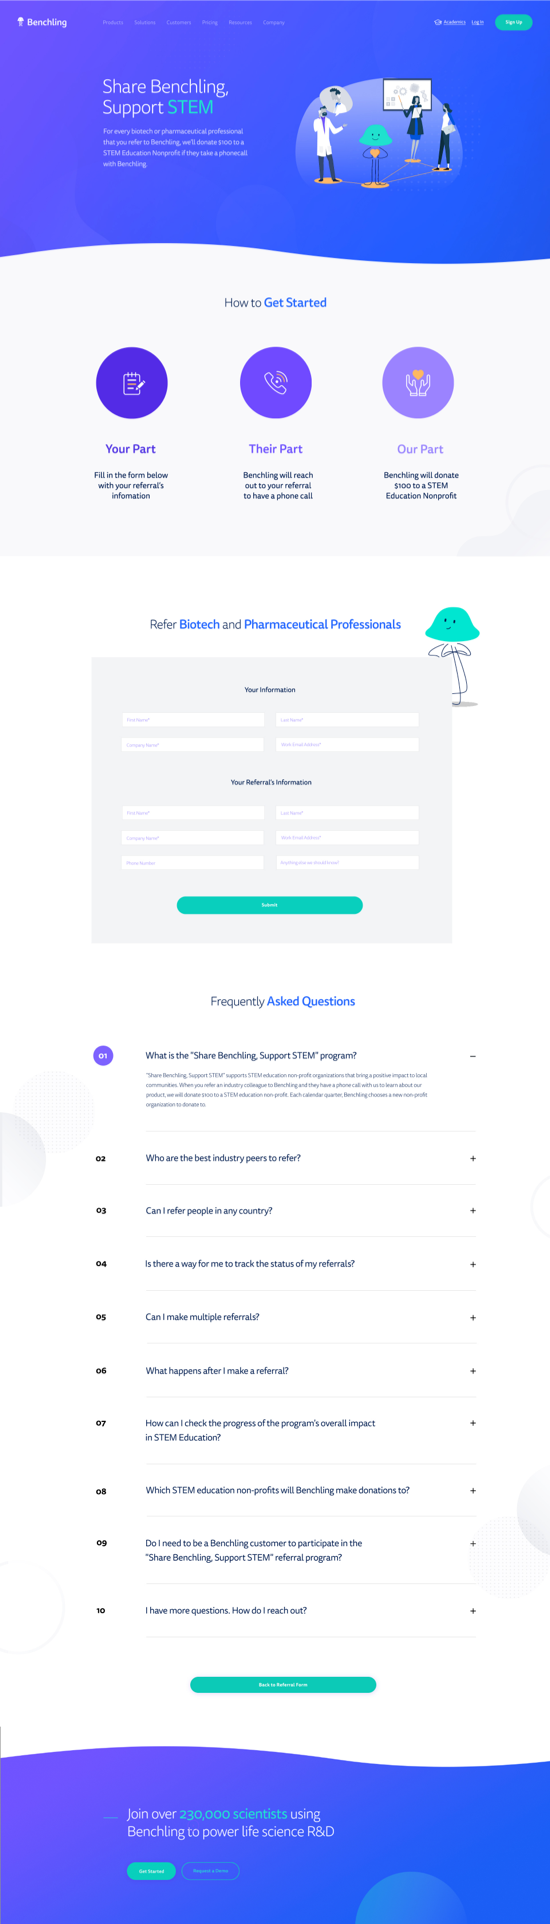 Benchling
Products Solutions Customers Pricing Resources Company
Academics Log In Sign Up
Share Benchling,
Support STEM
For every biotech or pharmaceutical professional
that you refer to Benchling, we'll donate $100 to a
STEM Education Nonprofit if they take a phonecall
with Benchling.
How to Get Started
Your Part
Fill in the form below
with your referral's
infomation
Their Part
Benchling will reach
out to your referral
to have a phone call
Our Part
Benchling will donate
$100 to a STEM
Education Nonprofit
Refer Biotech and Pharmaceutical Professionals
Your Information
First Name* Last Name*
Company Name* Work Email Address*
Your Referral's Information
First Name* Last Name*
Company Name* Work Email Address*
Phone Number Anything else we should know?
Submit
Frequently Asked Questions
01 What is the "Share Benchling, Support STEM" program? –
"Share Benchling, Support STEM" supports STEM education non-profit organizations that bring a positive impact to local
communities. When you refer an industry colleague to Benchling and they have a phone call with us to learn about our
product, we will donate $100 to a STEM education non-profit. Each calendar quarter, Benchling chooses a new non-profit
organization to donate to.
02 Who are the best industry peers to refer? +
03 Can I refer people in any country? +
04 Is there a way for me to track the status of my referrals? +
05 Can I make multiple referrals? +
06 What happens after I make a referral? +
07 How can I check the progress of the program's overall impact +
in STEM Education?
08 Which STEM education non-profits will Benchling make donations to? +
09 Do I need to be a Benchling customer to participate in the +
"Share Benchling, Support STEM" referral program?
10 I have more questions. How do I reach out? +
Back to Referral Form
Join over 230,000 scientists using
Benchling to power life science R&D
Get Started Request a Demo